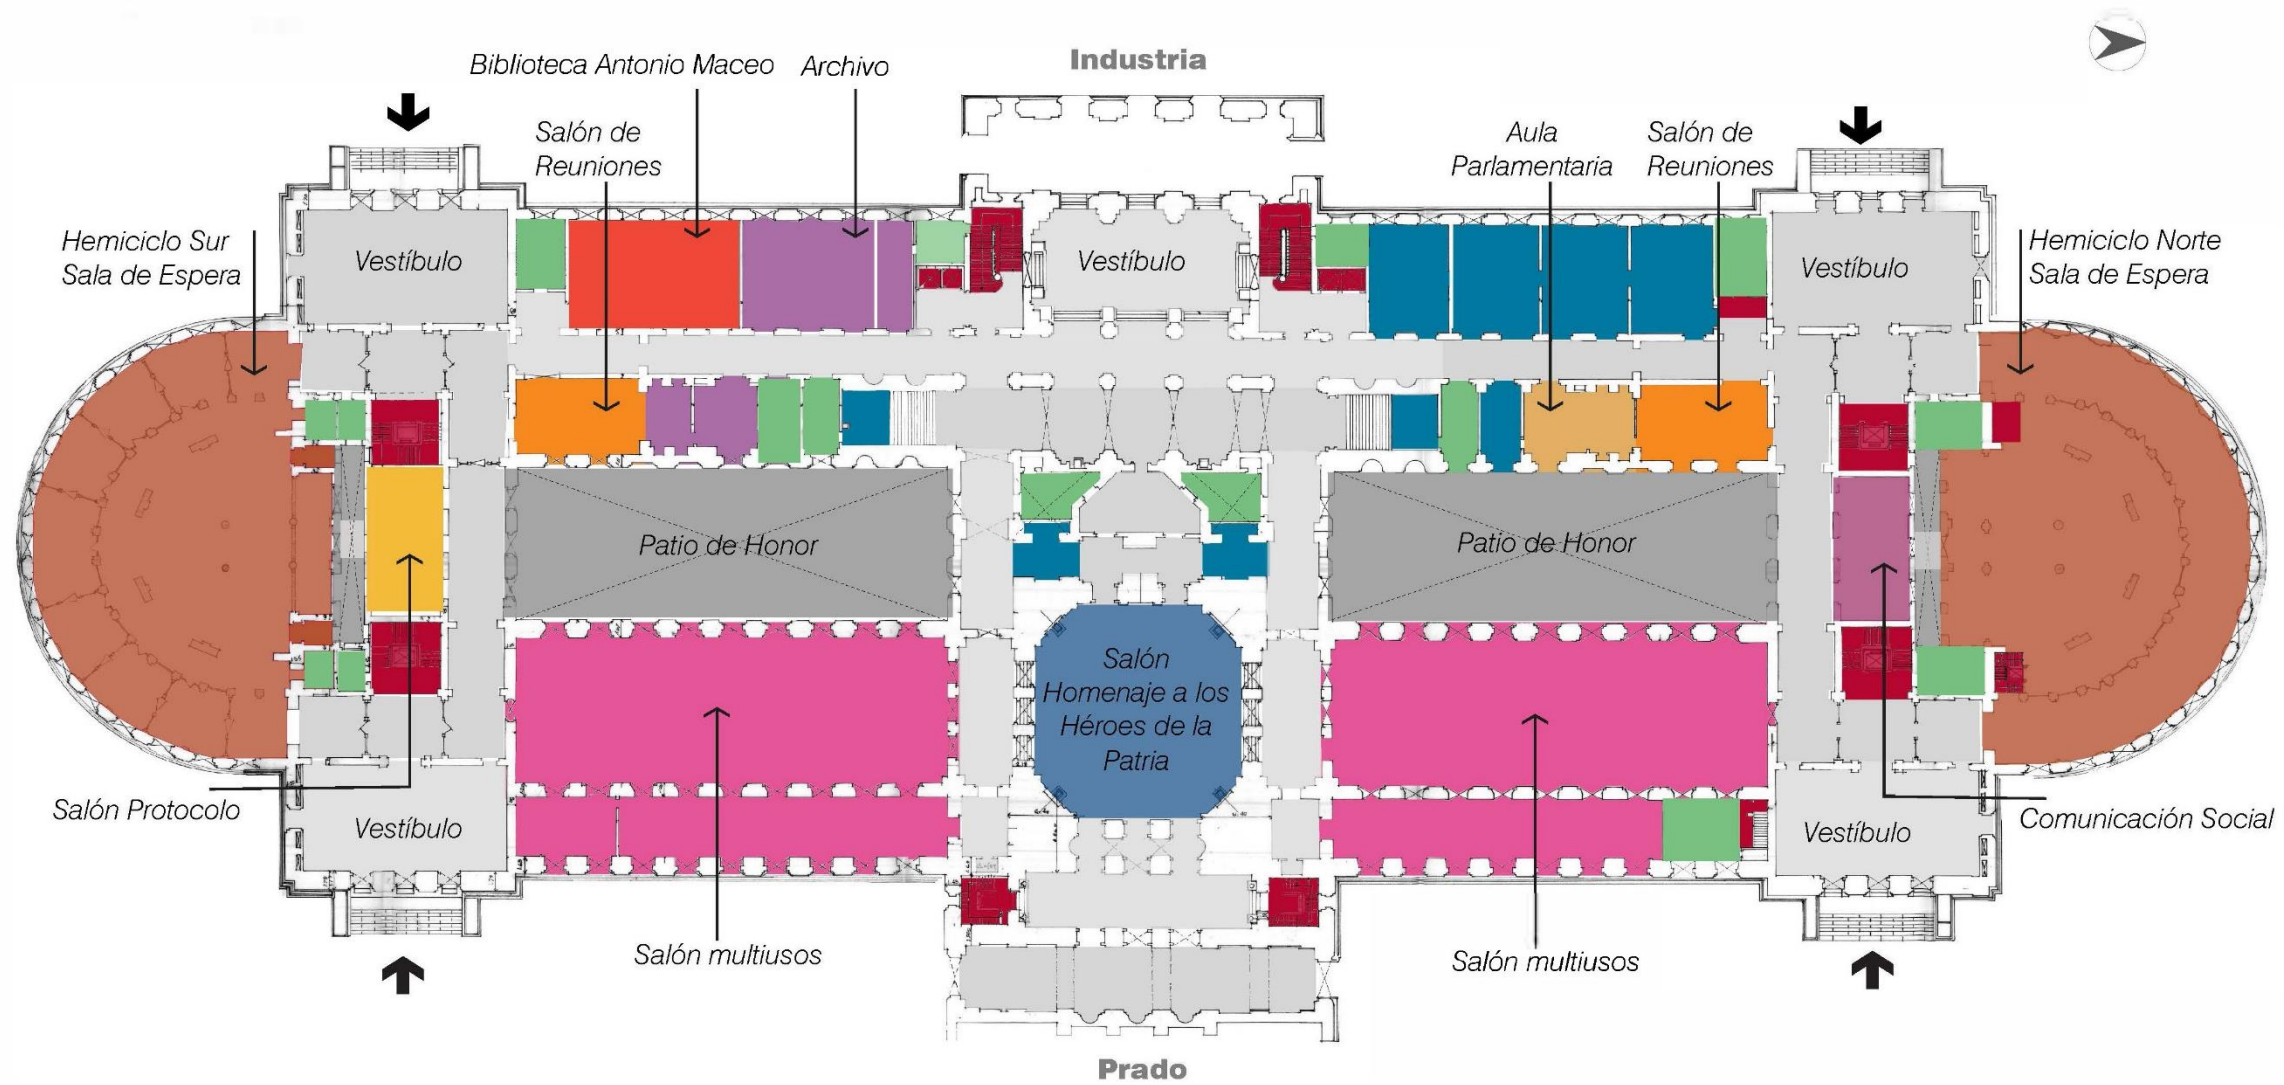 Industria
Biblioteca Antonio Maceo
Archivo
Salón de
Reuniones
Aula
Parlamentaria
Salón de
Reuniones
Hemiciclo Sur
Sala de Espera
Vestíbulo
Vestíbulo
Vestíbulo
Hemiciclo Norte
Sala de Espera
Patio de Honor
Patio de Honor
Salón
Homenaje a los
Héroes de la
Patria
Salón Protocolo
Vestíbulo
Vestíbulo
Comunicación Social
Salón multiusos
Salón multiusos
Prado